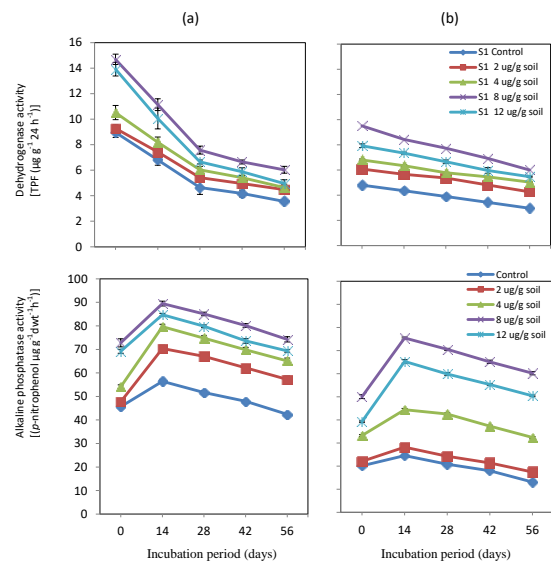 (a)
(b)
Dehydrogenase activity
[TPF (µg g⁻¹ 24 h⁻¹)]
16
14
12
10
8
6
4
2
0
S1 Control
S1 2 ug/g soil
S1 4 ug/g soil
S1 8 ug/g soil
S1 12 ug/g soil
Alkaline phosphatase activity
[(p-nitrophenol µg g⁻¹dwt⁻¹h⁻¹)]
100
90
80
70
60
50
40
30
20
10
0
Control
2 ug/g soil
4 ug/g soil
8 ug/g soil
12 ug/g soil
0 14 28 42 56
0 14 28 42 56
Incubation period (days)
Incubation period (days)